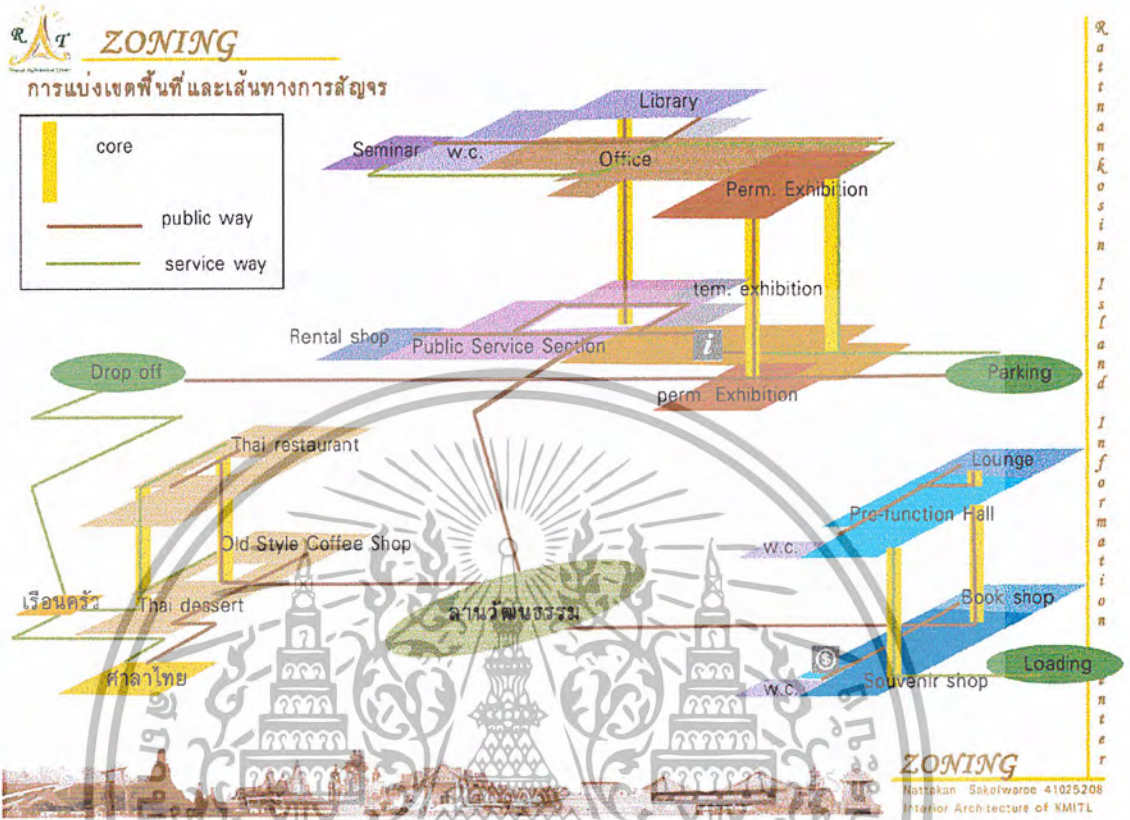 R T
ZONING
การแบ่งเขตพื้นที่ และเส้นทางการสัญจร
core
public way
service way
Library
Seminar
w.c.
Office
Perm. Exhibition
tem. exhibition
Rental shop
Public Service Section
i
Drop off
Parking
perm. Exhibition
Thai restaurant
Lounge
Pre-function Hall
w.c.
Old Style Coffee Shop
เรือนครัว
Thai dessert
ลานวัฒนธรรม
Book shop
$
ศาลาไทย
w.c.
Souvenir shop
Loading
Rattnankosin Island Information
ZONING
Nattakan Sakolwaree 41025208
Interior Architecture of KMITL